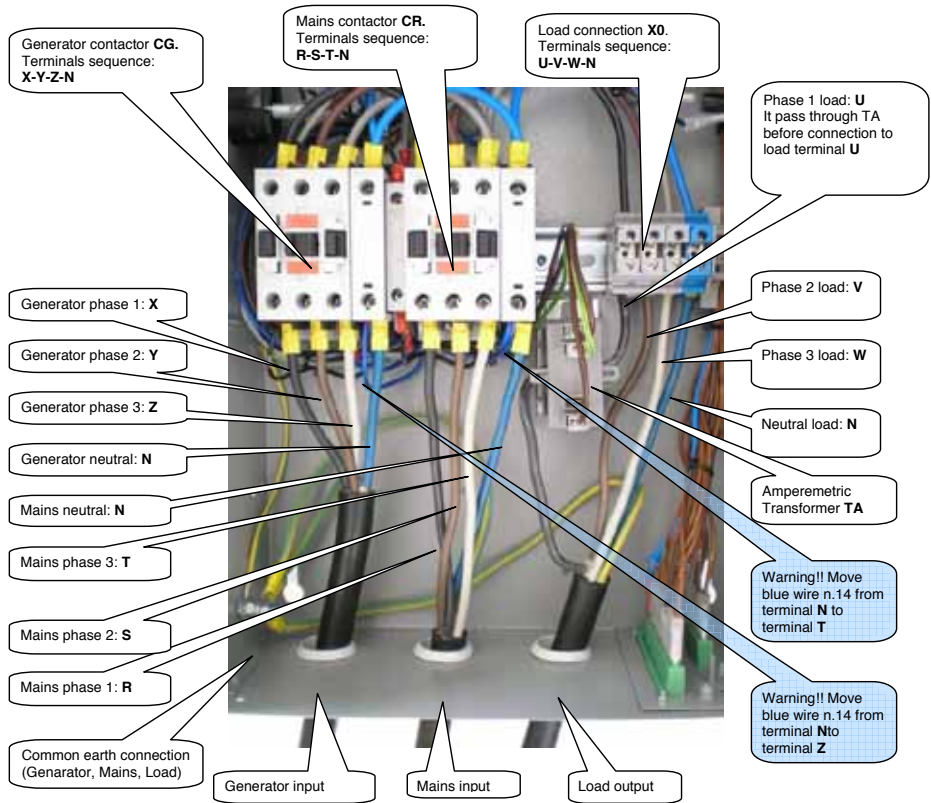 Generator contactor CG.
Terminals sequence:
X-Y-Z-N
Mains contactor CR.
Terminals sequence:
R-S-T-N
Load connection X0.
Terminals sequence:
U-V-W-N
Phase 1 load: U
It pass through TA
before connection to
load terminal U
Generator phase 1: X
Generator phase 2: Y
Generator phase 3: Z
Generator neutral: N
Mains neutral: N
Mains phase 3: T
Mains phase 2: S
Mains phase 1: R
Common earth connection
(Genarator, Mains, Load)
Phase 2 load: V
Phase 3 load: W
Neutral load: N
Amperemetric
Transformer TA
Warning!! Move
blue wire n.14 from
terminal N to
terminal T
Warning!! Move
blue wire n.14 from
terminal Nto
terminal Z
Generator input
Mains input
Load output